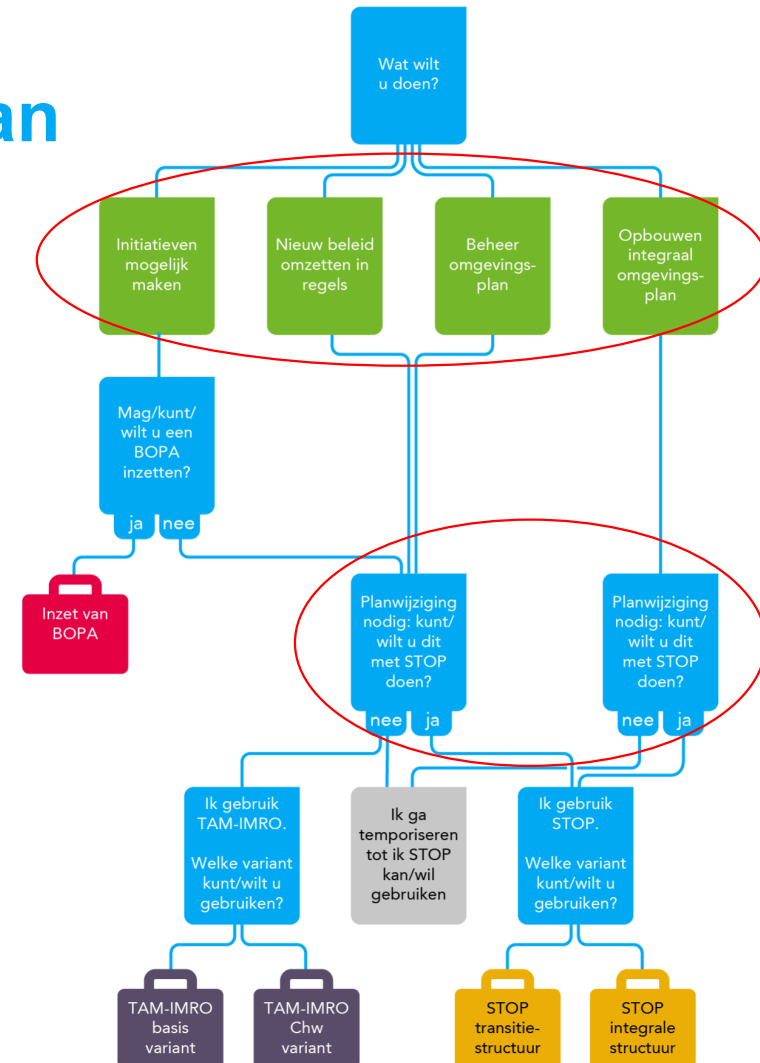 an
Wat wilt
u doen?
Initiatieven
mogelijk
maken
Nieuw beleid
omzetten in
regels
Beheer
omgevings-
plan
Opbouwen
integraal
omgevings-
plan
Mag/kunt/
wilt u een
BOPA
inzetten?
ja nee
Inzet van
BOPA
Planwijziging
nodig: kunt/
wilt u dit
met STOP
doen?
nee ja
Planwijziging
nodig: kunt/
wilt u dit
met STOP
doen?
nee ja
Ik gebruik
TAM-IMRO.
Welke variant
kunt/wilt u
gebruiken?
Ik ga
temporiseren
tot ik STOP
kan/wil
gebruiken
Ik gebruik
STOP.
Welke variant
kunt/wilt u
gebruiken?
TAM-IMRO
basis
variant
TAM-IMRO
Chw
variant
STOP
transitie-
structuur
STOP
integrale
structuur